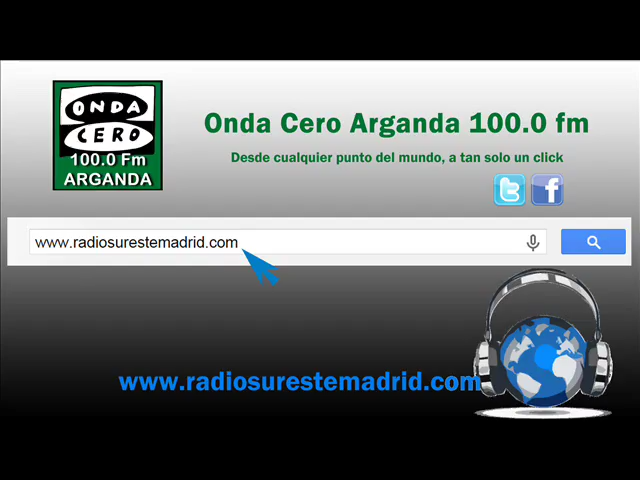 ONDA
CERO
100.0 Fm
ARGANDA
Onda Cero Arganda 100.0 fm
Desde cualquier punto del mundo, a tan solo un click
www.radiosurestemadrid.com
www.radiosurestemadrid.com